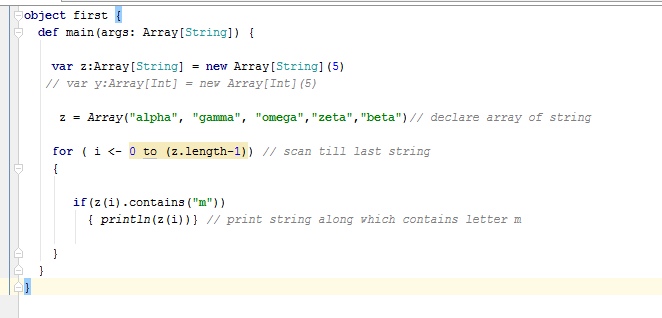 object first {
def main(args: Array[String]) {
var z:Array[String] = new Array[String](5)
// var y:Array[Int] = new Array[Int](5)
z = Array("alpha", "gamma", "omega","zeta","beta")// declare array of string
for ( i <- 0 to (z.length-1)) // scan till last string
{
if(z(i).contains("m"))
{ println(z(i))} // print string along which contains letter m
}
}
}